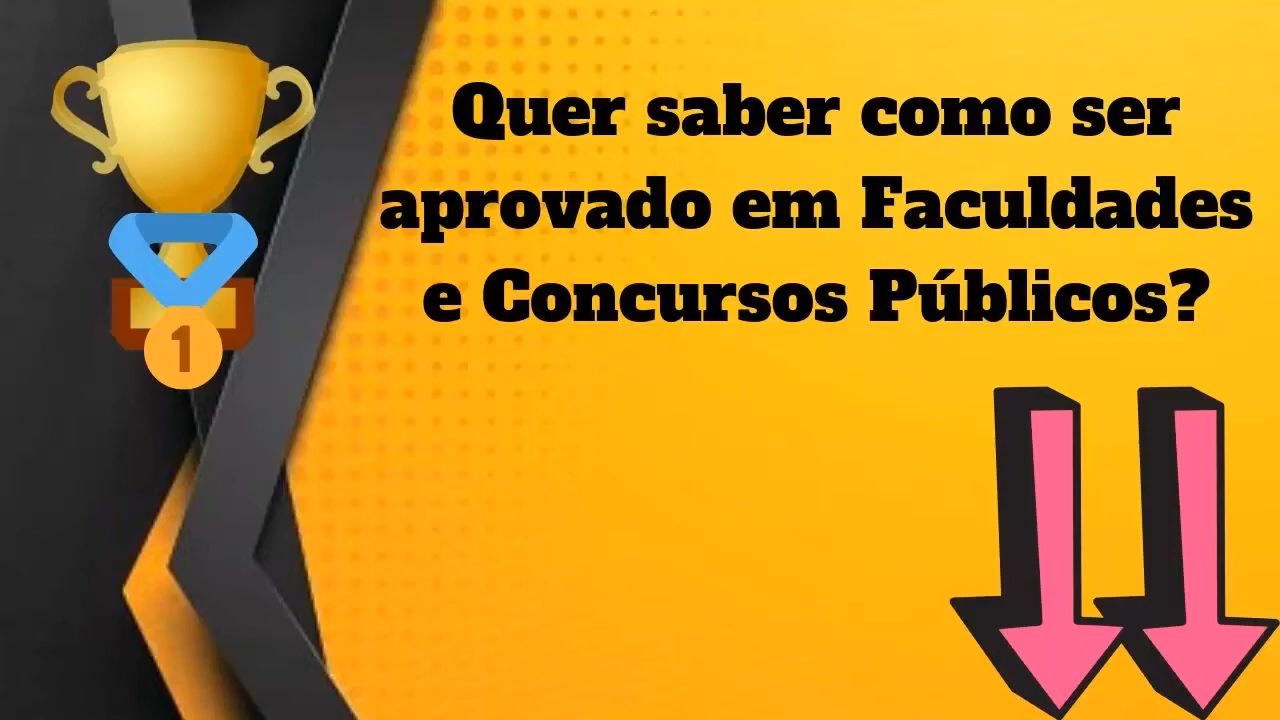 Quer saber como ser
aprovado em Faculdades
e Concursos Públicos?
1